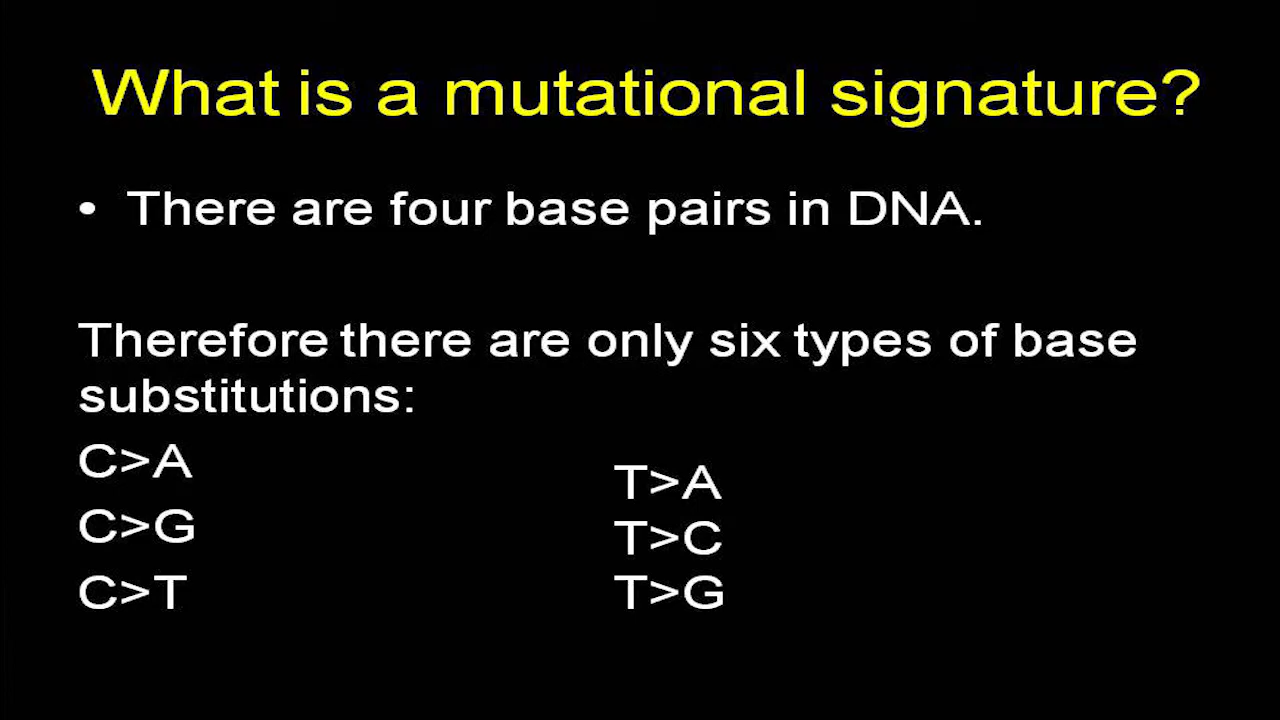 What is a mutational signature?
• There are four base pairs in DNA.
Therefore there are only six types of base
substitutions:
C>A
C>G
C>T
T>A
T>C
T>G